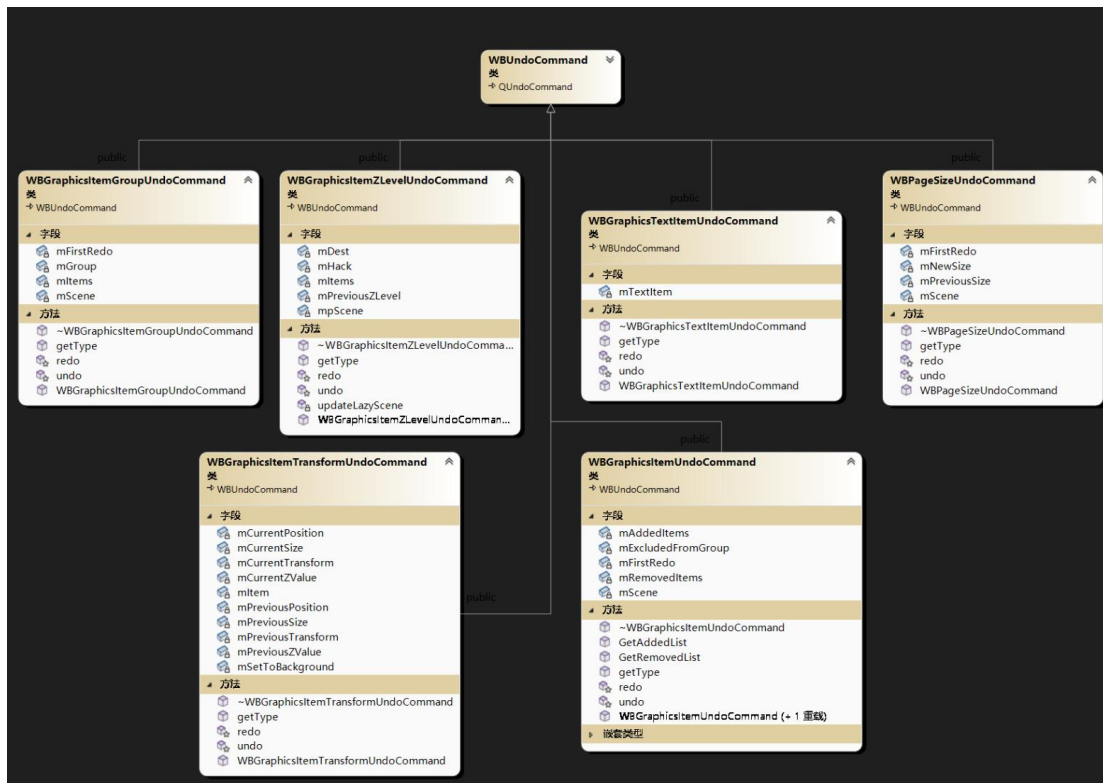 WBUndoCommand
类
QUndoCommand
public
public
public
public
WBGraphicsItemGroupUndoCommand
类
WBUndoCommand
字段
mFirstRedo
mGroup
mItems
mScene
方法
~WBGraphicsItemGroupUndoCommand
getType
redo
undo
WBGraphicsItemGroupUndoCommand
WBGraphicsItemZLevelUndoCommand
类
WBUndoCommand
字段
mDest
mHack
mItems
mPreviousZLevel
mpScene
方法
~WBGraphicsItemZLevelUndoComma...
getType
redo
undo
updateLazyScene
WBGraphicsItemZLevelUndoComman...
WBGraphicsTextItemUndoCommand
类
WBUndoCommand
字段
mTextItem
方法
~WBGraphicsTextItemUndoCommand
getType
redo
undo
WBGraphicsTextItemUndoCommand
WBPageSizeUndoCommand
类
WBUndoCommand
字段
mFirstRedo
mNewSize
mPreviousSize
mScene
方法
~WBPageSizeUndoCommand
getType
redo
undo
WBPageSizeUndoCommand
public
public
WBGraphicsItemTransformUndoCommand
类
WBUndoCommand
字段
mCurrentPosition
mCurrentSize
mCurrentTransform
mCurrentZValue
mItem
mPreviousPosition
mPreviousSize
mPreviousTransform
mPreviousZValue
mSetToBackground
方法
~WBGraphicsItemTransformUndoCommand
getType
redo
undo
WBGraphicsItemTransformUndoCommand
WBGraphicsItemUndoCommand
类
WBUndoCommand
字段
mAddedItems
mExcludedFromGroup
mFirstRedo
mRemovedItems
mScene
方法
~WBGraphicsItemUndoCommand
GetAddedList
GetRemovedList
getType
redo
undo
WBGraphicsItemUndoCommand (+ 1 重载)
嵌套类型